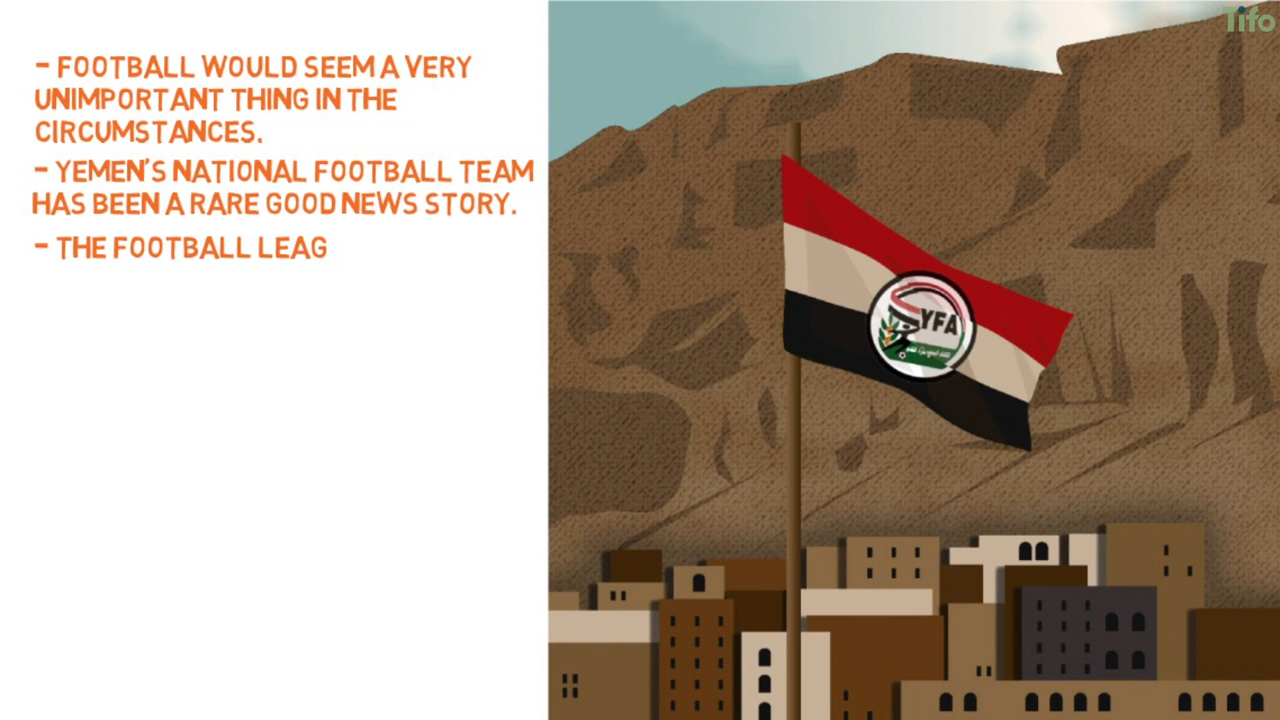 - FOOTBALL WOULD SEEM A VERY
UNIMPORTANT THING IN THE
CIRCUMSTANCES.
- YEMEN'S NATIONAL FOOTBALL TEAM
HAS BEEN A RARE GOOD NEWS STORY.
- THE FOOTBALL LEAG
Tifo
YFA